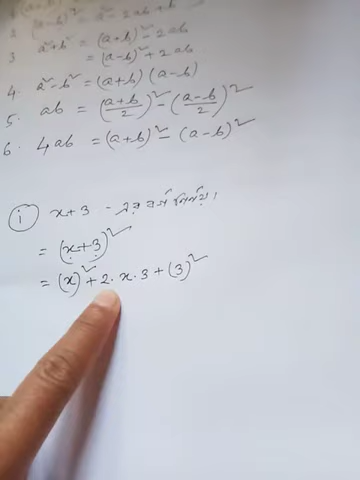 (a-b)² = a² - 2ab + b²
3 a²+b² = (a+b)² - 2ab
= (a-b)² + 2ab
4. a²-b² = (a+b) (a-b)
5. ab = (a+b/2)² - (a-b/2)²
6. 4ab = (a+b)² - (a-b)²
i x+3 - এর বর্গ নির্ণয়।
= (x+3)²
= (x)² + 2. x. 3 + (3)²